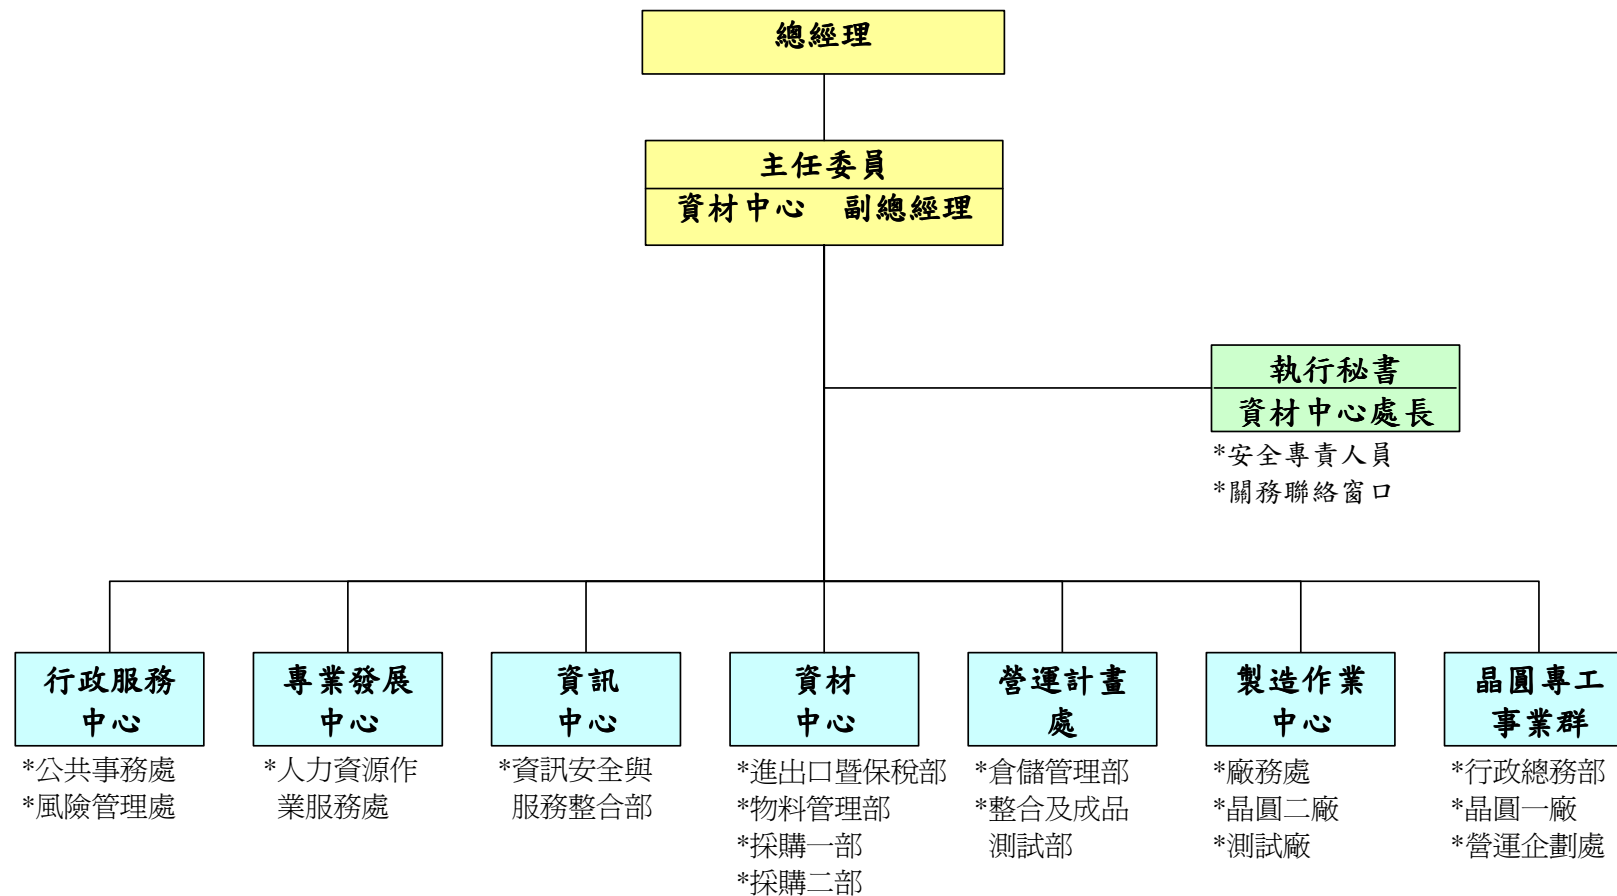 總經理
主任委員
資材中心　副總經理
執行秘書
資材中心處長
*安全專責人員
*關務聯絡窗口
行政服務
中心
*公共事務處
*風險管理處
專業發展
中心
*人力資源作
業服務處
資訊
中心
*資訊安全與
服務整合部
資材
中心
*進出口暨保稅部
*物料管理部
*採購一部
*採購二部
營運計畫
處
*倉儲管理部
*整合及成品
測試部
製造作業
中心
*廠務處
*晶圓二廠
*測試廠
晶圓專工
事業群
*行政總務部
*晶圓一廠
*營運企劃處